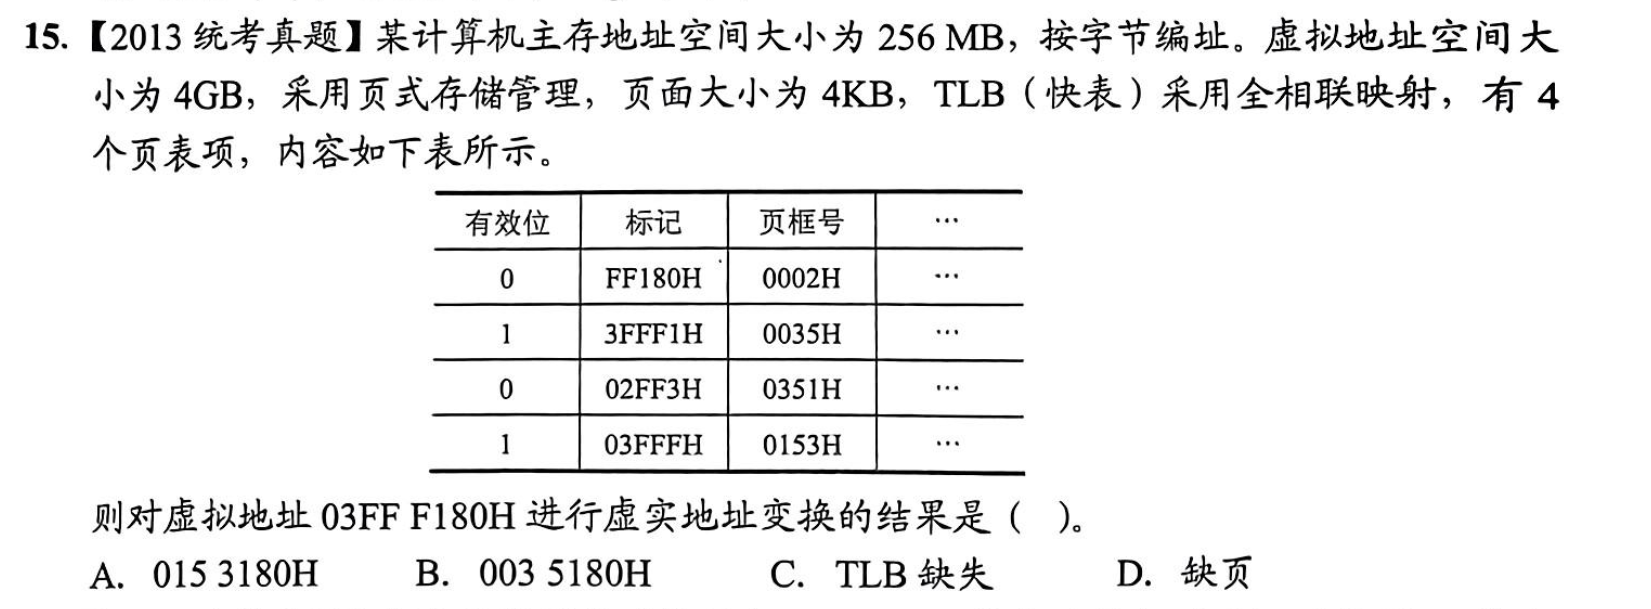 15.【2013 统考真题】某计算机主存地址空间大小为 256 MB，按字节编址。虚拟地址空间大
小为 4GB，采用页式存储管理，页面大小为 4KB，TLB（快表）采用全相联映射，有 4
个页表项，内容如下表所示。
有效位 标记 页框号 …
0 FF180H 0002H …
1 3FFF1H 0035H …
0 02FF3H 0351H …
1 03FFFH 0153H …
则对虚拟地址 03FF F180H 进行虚实地址变换的结果是（ ）。
A. 015 3180H B. 003 5180H C. TLB 缺失 D. 缺页